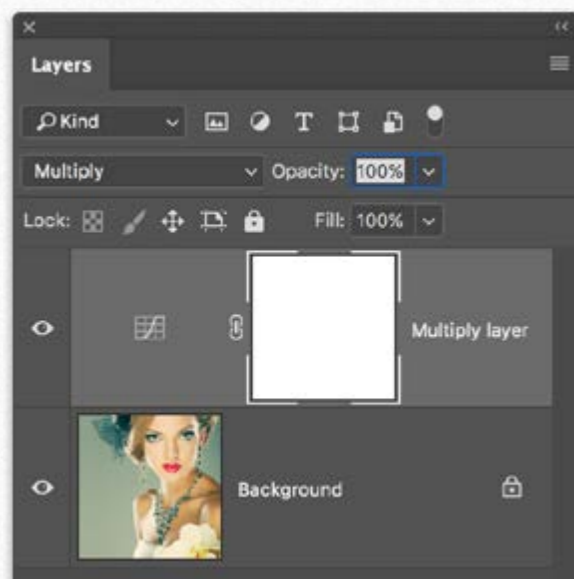 Layers
Kind
Multiply Opacity: 100%
Lock: Fill: 100%
Multiply layer
Background